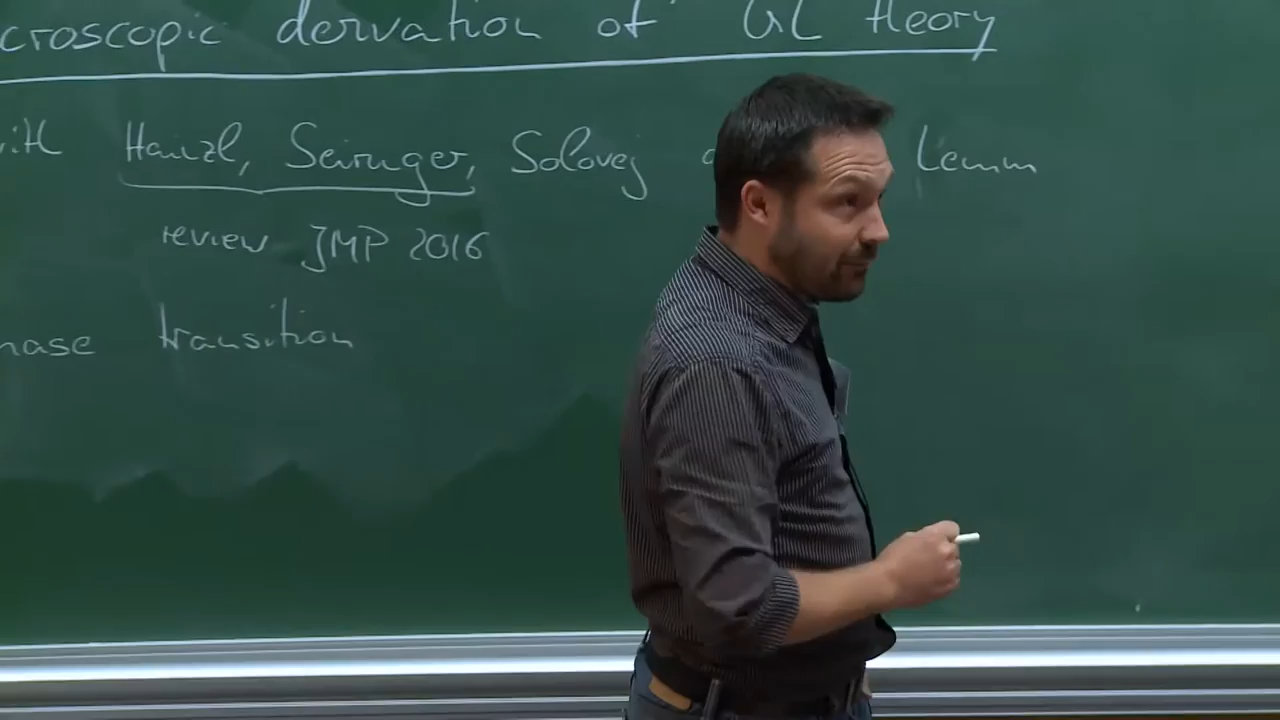 croscopic derivation of GL theory
ith Hainzl, Seiringer, Solovej Lemm
review JMP 2016
hase transition